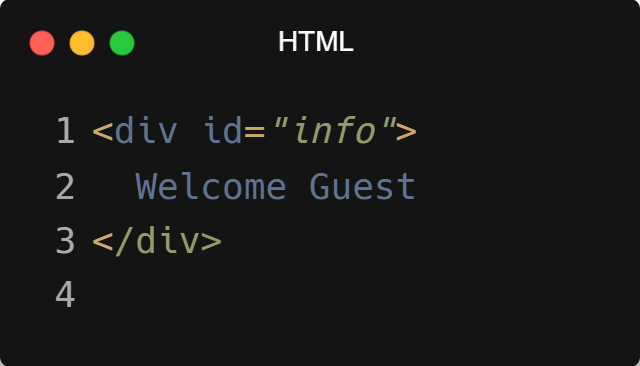 HTML
1 <div id="info">
2   Welcome Guest
3 </div>
4